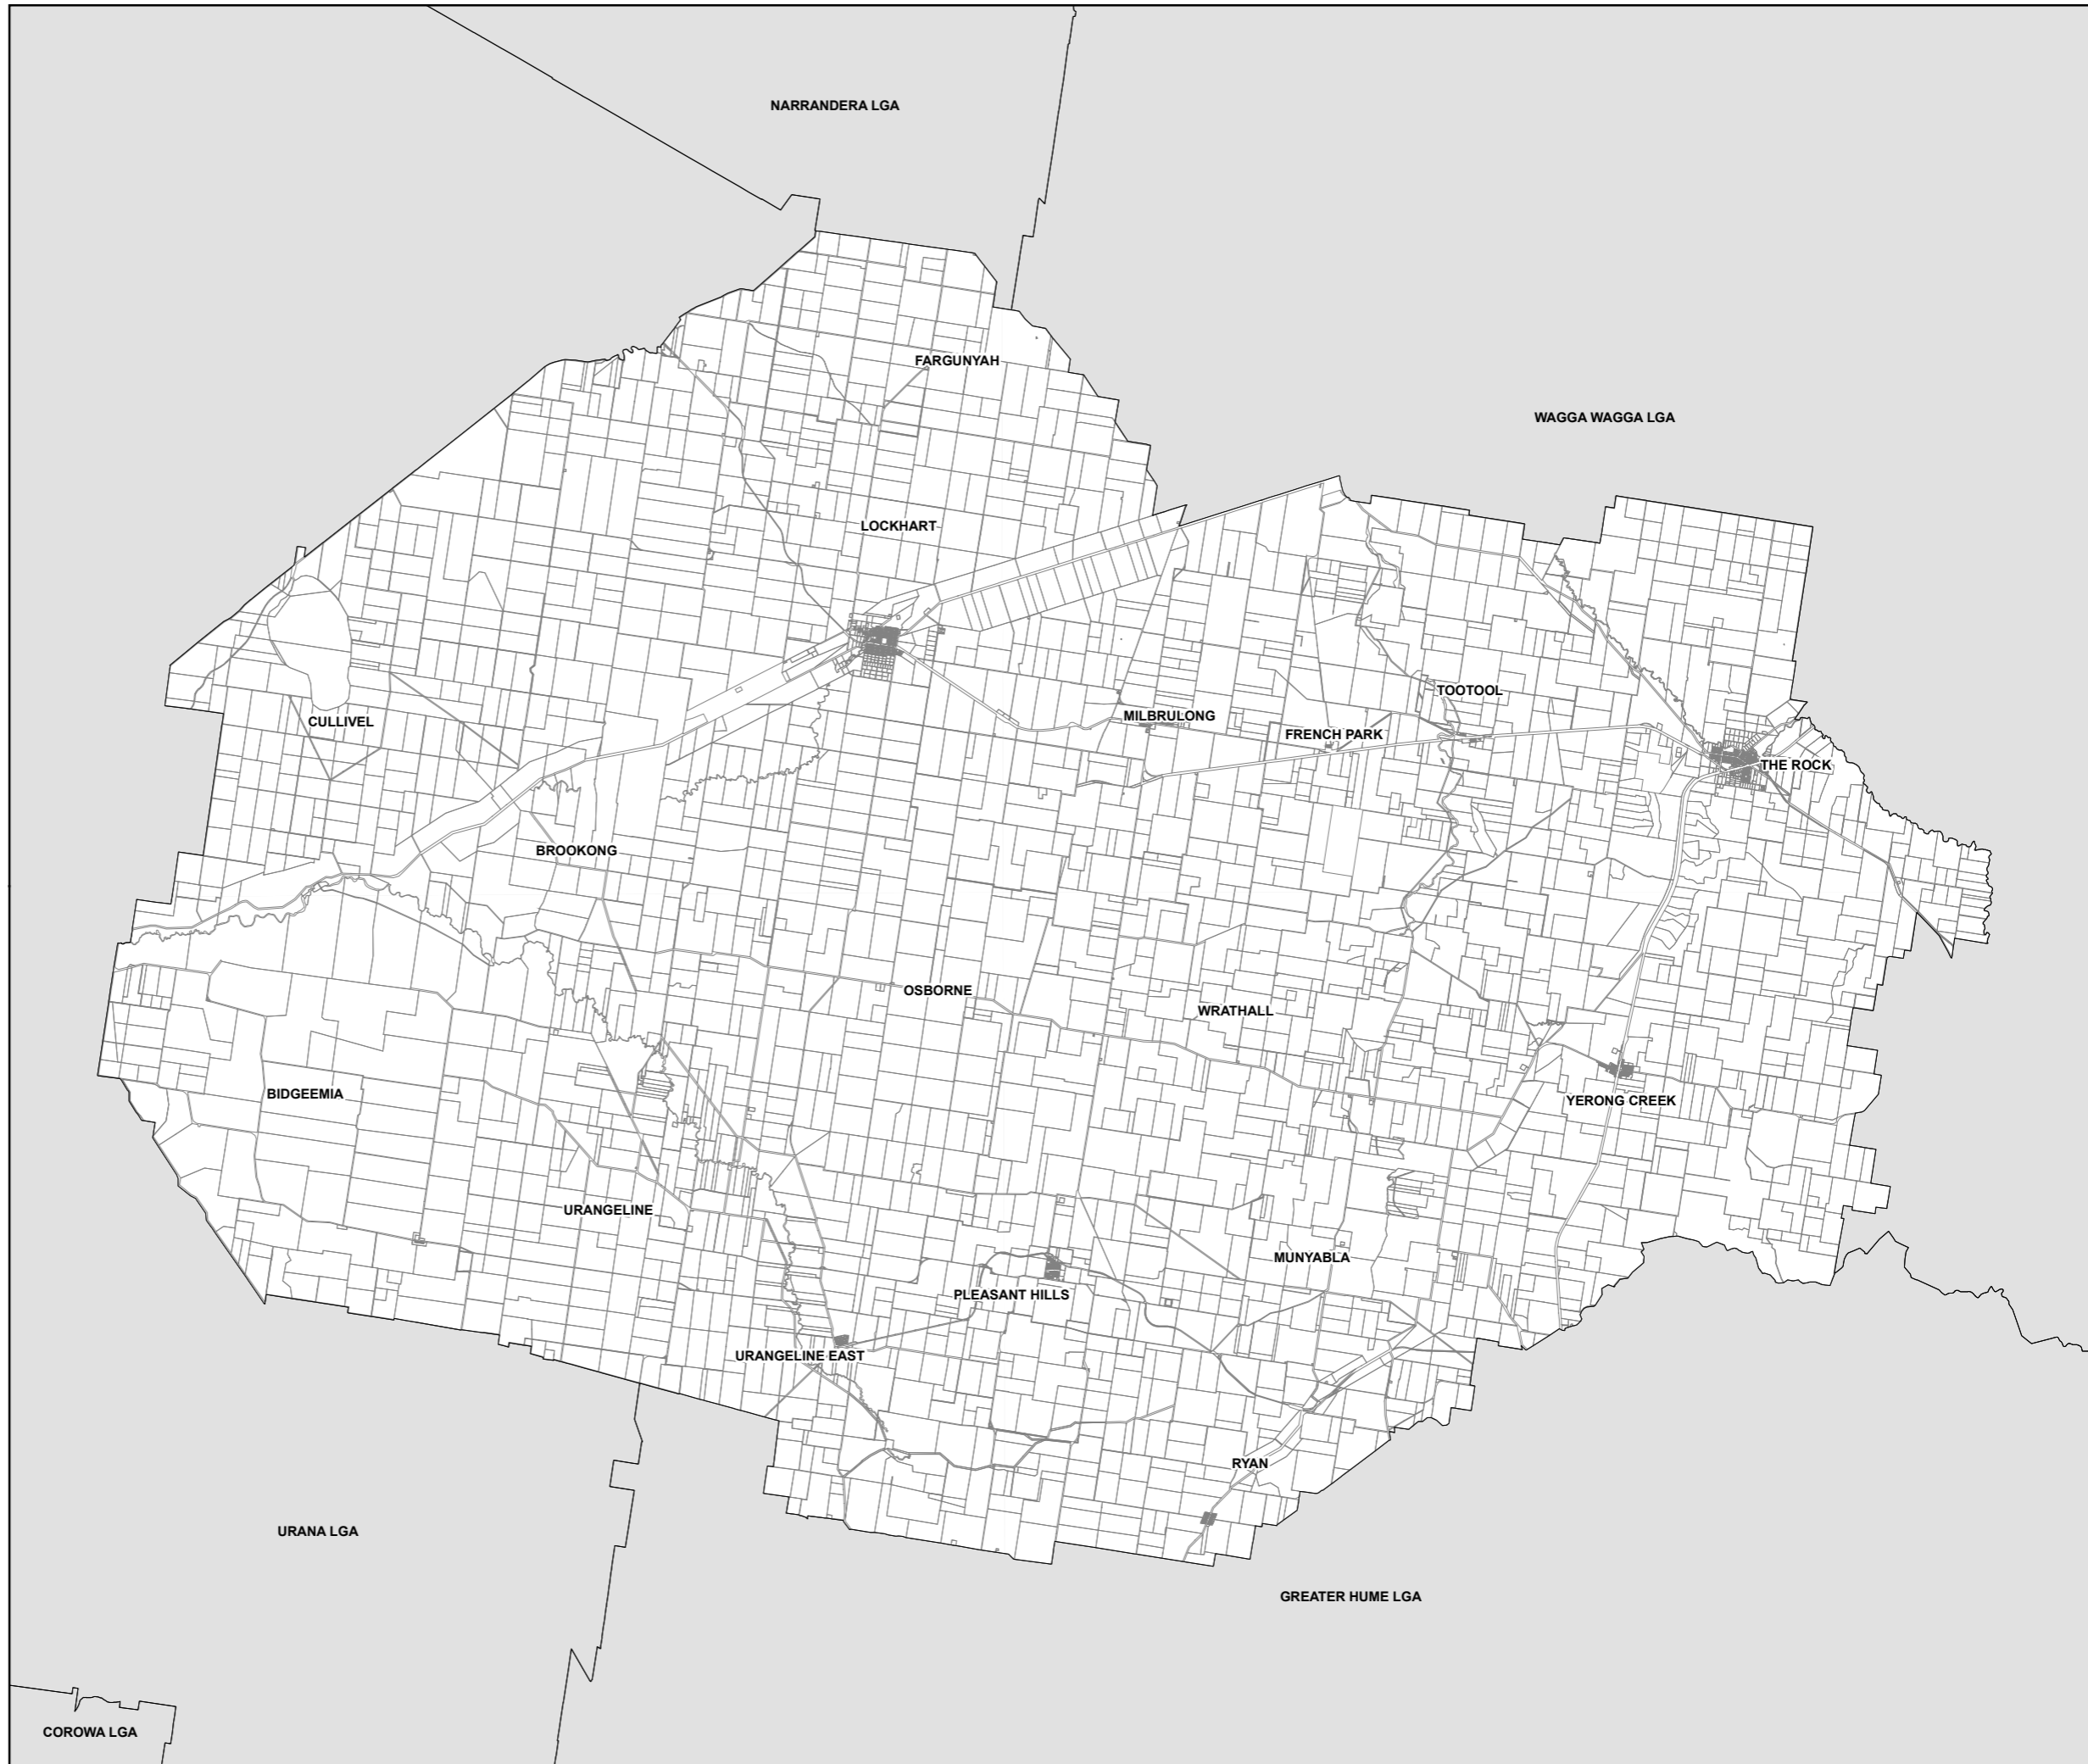 NARRANDERA LGA
FARGUNYAH
WAGGA WAGGA LGA
LOCKHART
TOOTOOL
MILBRULONG
CULLIVEL
FRENCH PARK
THE ROCK
BROOKONG
OSBORNE
WRATHALL
BIDGEEMIA
YERONG CREEK
URANGELINE
MUNYABLA
PLEASANT HILLS
URANGELINE EAST
RYAN
URANA LGA
GREATER HUME LGA
COROWA LGA